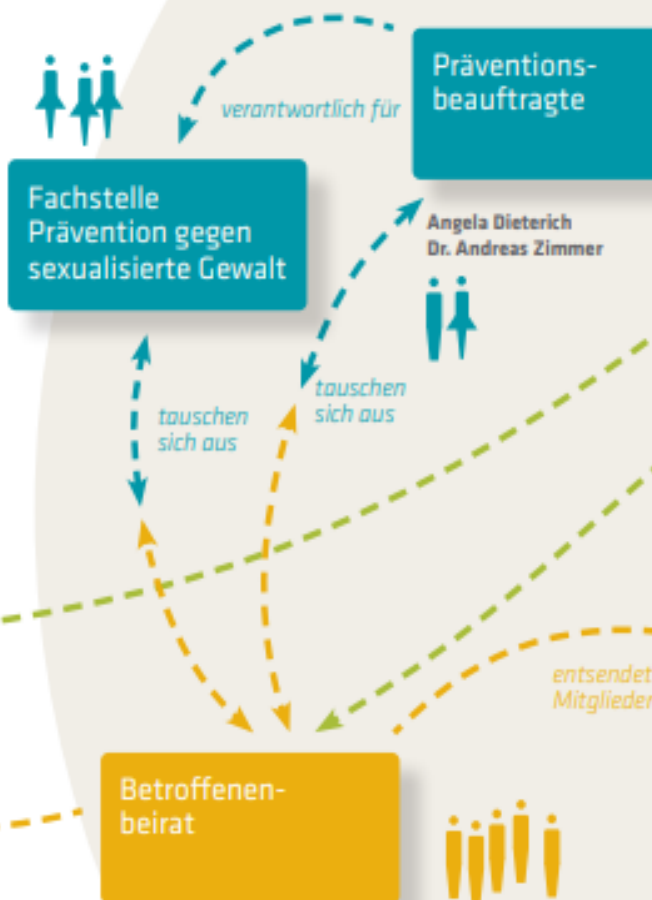 Präventions-
beauftragte
verantwortlich für
Fachstelle
Prävention gegen
sexualisierte Gewalt
Angela Dieterich
Dr. Andreas Zimmer
tauschen
sich aus
tauschen
sich aus
entsendet
Mitglieder
Betroffenen-
beirat